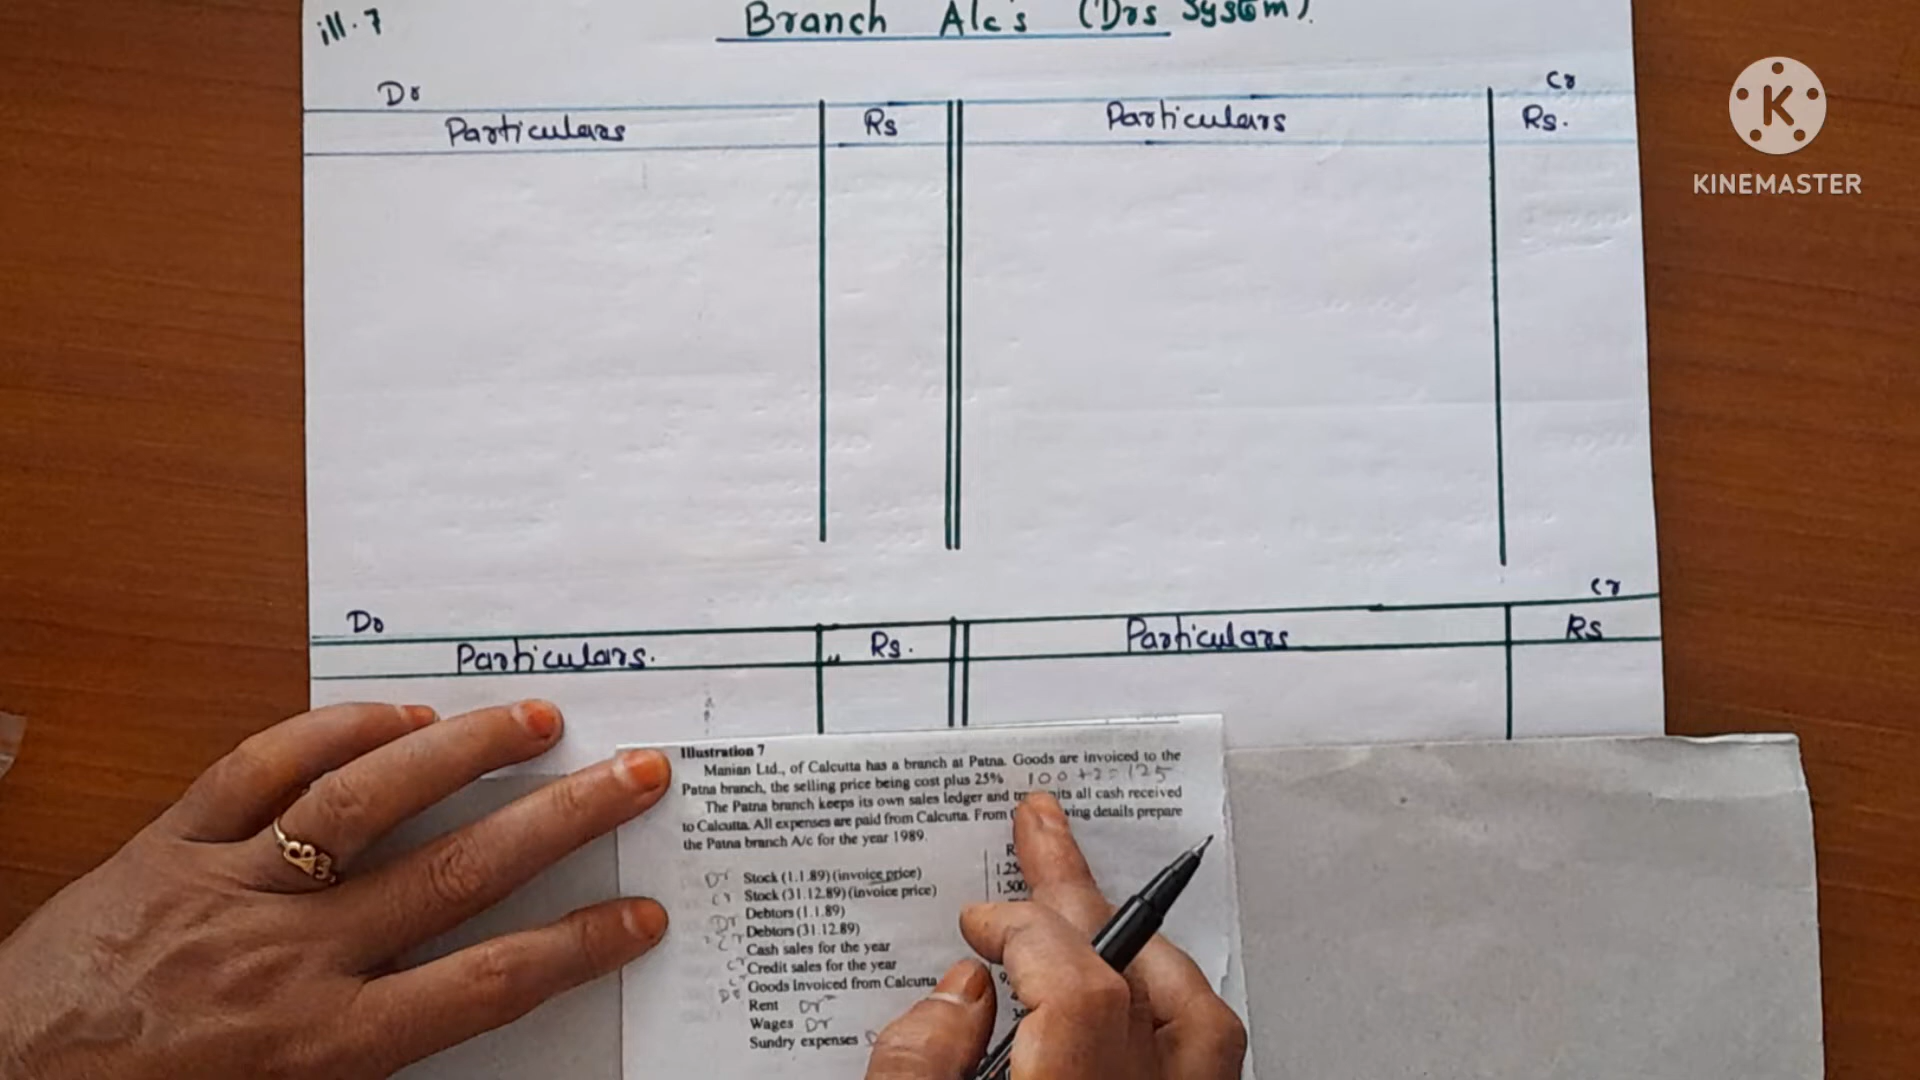 ill.7
Branch A/c's (Drs System).
Dr Cr
Particulars Rs Particulars Rs.
KINEMASTER
Dr Cr
Particulars. Rs. Particulars Rs
Illustration 7
Manian Ltd., of Calcutta has a branch at Patna. Goods are invoiced to the
Patna branch, the selling price being cost plus 25% 100+2=125
The Patna branch keeps its own sales ledger and all cash received
to Calcutta. All expenses are paid from Calcutta. From details prepare
the Patna branch A/c for the year 1989.
Dr Stock (1.1.89) (invoice price)
Cr Stock (31.12.89) (invoice price) 1,500
Dr Debtors (1.1.89)
Cr Debtors (31.12.89)
Cash sales for the year
Cr Credit sales for the year
Dr Goods Invoiced from Calcutta
Rent Dr
Wages Dr
Sundry expenses